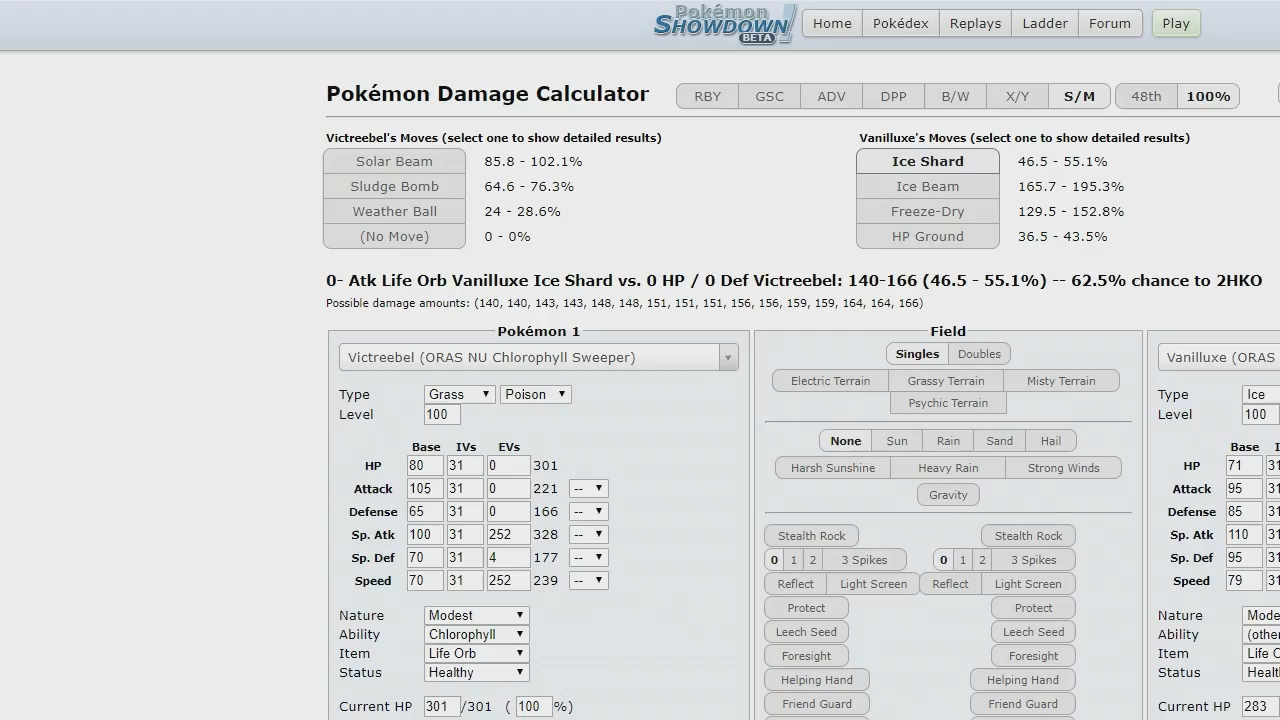 Pokémon
SHOWDOWN!
BETA
Home Pokédex Replays Ladder Forum Play
Pokémon Damage Calculator RBY GSC ADV DPP B/W X/Y S/M 48th 100%
Victreebel's Moves (select one to show detailed results) Vanilluxe's Moves (select one to show detailed results)
Solar Beam 85.8 - 102.1% Ice Shard 46.5 - 55.1%
Sludge Bomb 64.6 - 76.3% Ice Beam 165.7 - 195.3%
Weather Ball 24 - 28.6% Freeze-Dry 129.5 - 152.8%
(No Move) 0 - 0% HP Ground 36.5 - 43.5%
0- Atk Life Orb Vanilluxe Ice Shard vs. 0 HP / 0 Def Victreebel: 140-166 (46.5 - 55.1%) -- 62.5% chance to 2HKO
Possible damage amounts: (140, 140, 143, 143, 148, 148, 151, 151, 151, 156, 156, 159, 159, 164, 164, 166)
Pokémon 1
Victreebel (ORAS NU Chlorophyll Sweeper)
Type Grass Poison
Level 100
Base IVs EVs
HP 80 31 0 301
Attack 105 31 0 221 --
Defense 65 31 0 166 --
Sp. Atk 100 31 252 328 --
Sp. Def 70 31 4 177 --
Speed 70 31 252 239 --
Nature Modest
Ability Chlorophyll
Item Life Orb
Status Healthy
Current HP 301 /301 ( 100 %)
Field
Singles Doubles
Electric Terrain Grassy Terrain Misty Terrain
Psychic Terrain
None Sun Rain Sand Hail
Harsh Sunshine Heavy Rain Strong Winds
Gravity
Stealth Rock Stealth Rock
0 1 2 3 Spikes 0 1 2 3 Spikes
Reflect Light Screen Reflect Light Screen
Protect Protect
Leech Seed Leech Seed
Foresight Foresight
Helping Hand Helping Hand
Friend Guard Friend Guard
Vanilluxe (ORAS
Type Ice
Level 100
Base
HP 71 31
Attack 95 31
Defense 85 31
Sp. Atk 110 31
Sp. Def 95 31
Speed 79 31
Nature Mode
Ability (other
Item Life O
Status Healt
Current HP 283